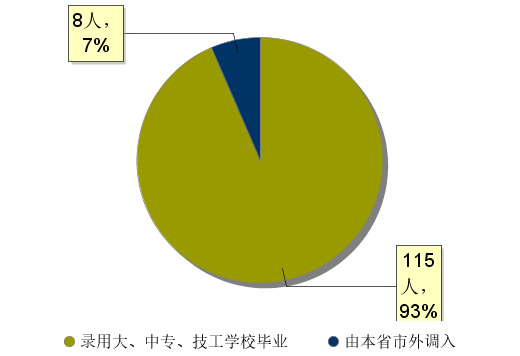 8人，
7%
115
人，
93%
录用大、中专、技工学校毕业
由本省市外调入